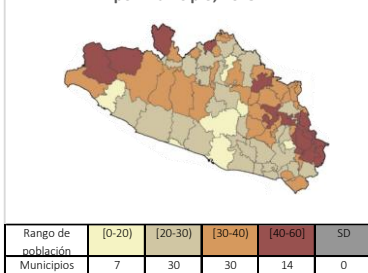 Rango de [0-20) [20-30) [30-40) [40-60] SD
población
Municipios 7 30 30 14 0